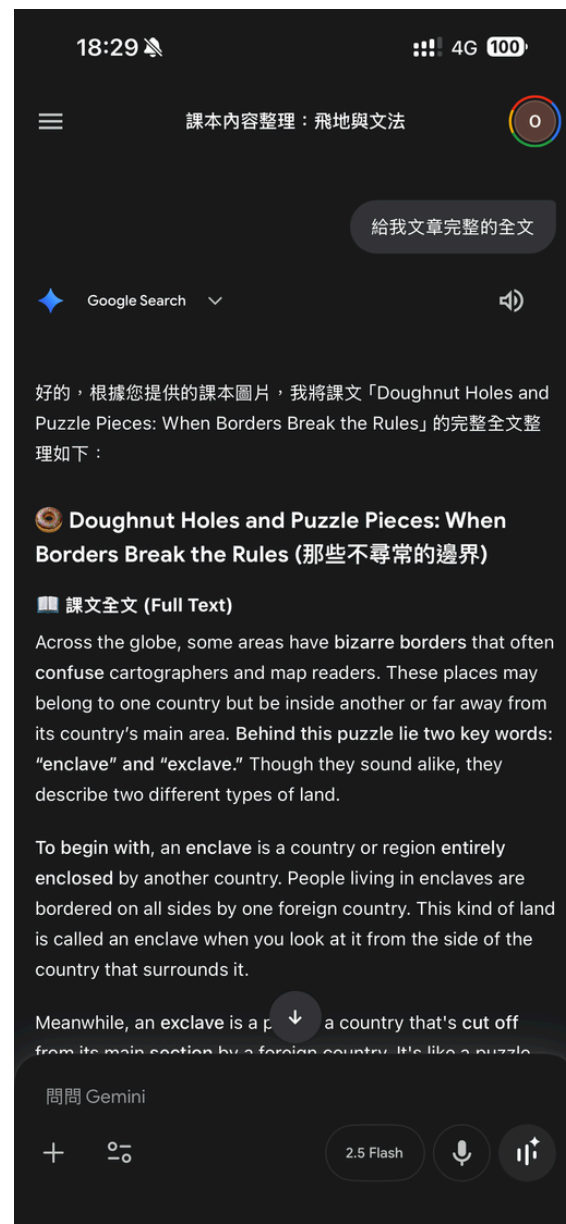 18:29
4G 100
課本內容整理：飛地與文法
O
給我文章完整的全文
Google Search
好的，根據您提供的課本圖片，我將課文「Doughnut Holes and
Puzzle Pieces: When Borders Break the Rules」的完整全文整
理如下：
🍩 Doughnut Holes and Puzzle Pieces: When
Borders Break the Rules (那些不尋常的邊界)
📖 課文全文 (Full Text)
Across the globe, some areas have bizarre borders that often
confuse cartographers and map readers. These places may
belong to one country but be inside another or far away from
its country's main area. Behind this puzzle lie two key words:
“enclave” and “exclave.” Though they sound alike, they
describe two different types of land.
To begin with, an enclave is a country or region entirely
enclosed by another country. People living in enclaves are
bordered on all sides by one foreign country. This kind of land
is called an enclave when you look at it from the side of the
country that surrounds it.
Meanwhile, an exclave is a a country that's cut off
from its main section by a foreign country. It's like a puzzle
問問 Gemini
2.5 Flash